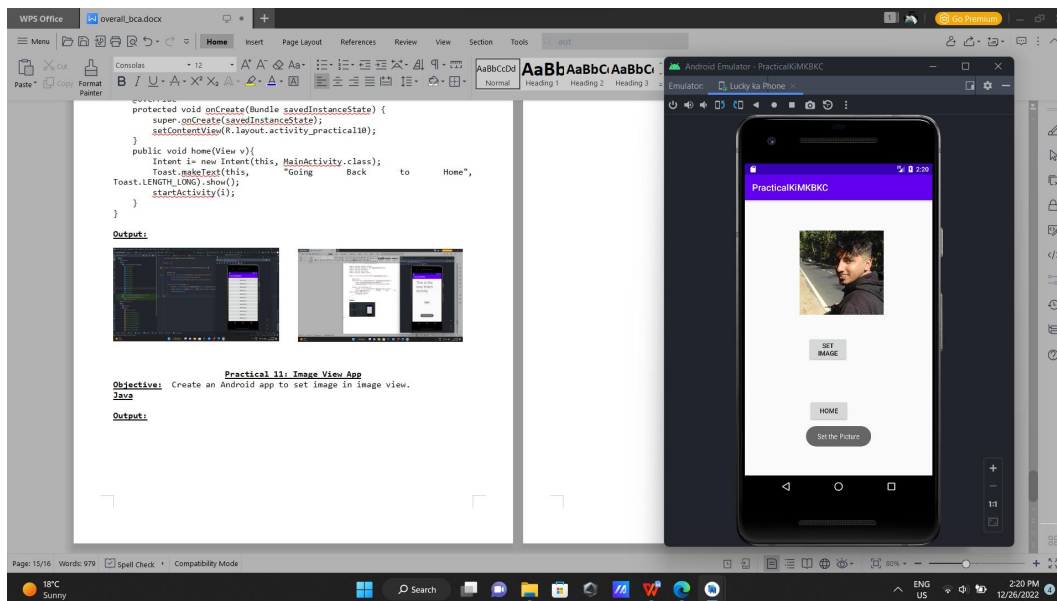 WPS Office
overall_bca.docx
1
Go Premium
Menu
Home Insert Page Layout References Review View Section Tools
Paste
Cut
Copy
Format
Painter
Consolas 12
Normal
AaBbCcDd
AaBb
Heading 1
Heading 2
Heading 3
protected void onCreate(Bundle savedInstanceState) {
super.onCreate(savedInstanceState);
setContentView(R.layout.activity_practical10);
}
public void home(View v){
Intent i= new Intent(this, MainActivity.class);
Toast.makeText(this, "Going Back to Home",
Toast.LENGTH_LONG).show();
startActivity(i);
}
}
Output:
Practical 11: Image View App
Objective: Create an Android app to set image in image view.
Java
Output:
Android Emulator - PracticalKiMKBKC
Emulator: Lucky ka Phone
2:20
PracticalKiMKBKC
SET
IMAGE
HOME
Set the Picture
1:1
Page: 15/16 Words: 979 Spell Check Compatibility Mode
80%
18°C
Sunny
Search
ENG
US
2:20 PM
12/26/2022